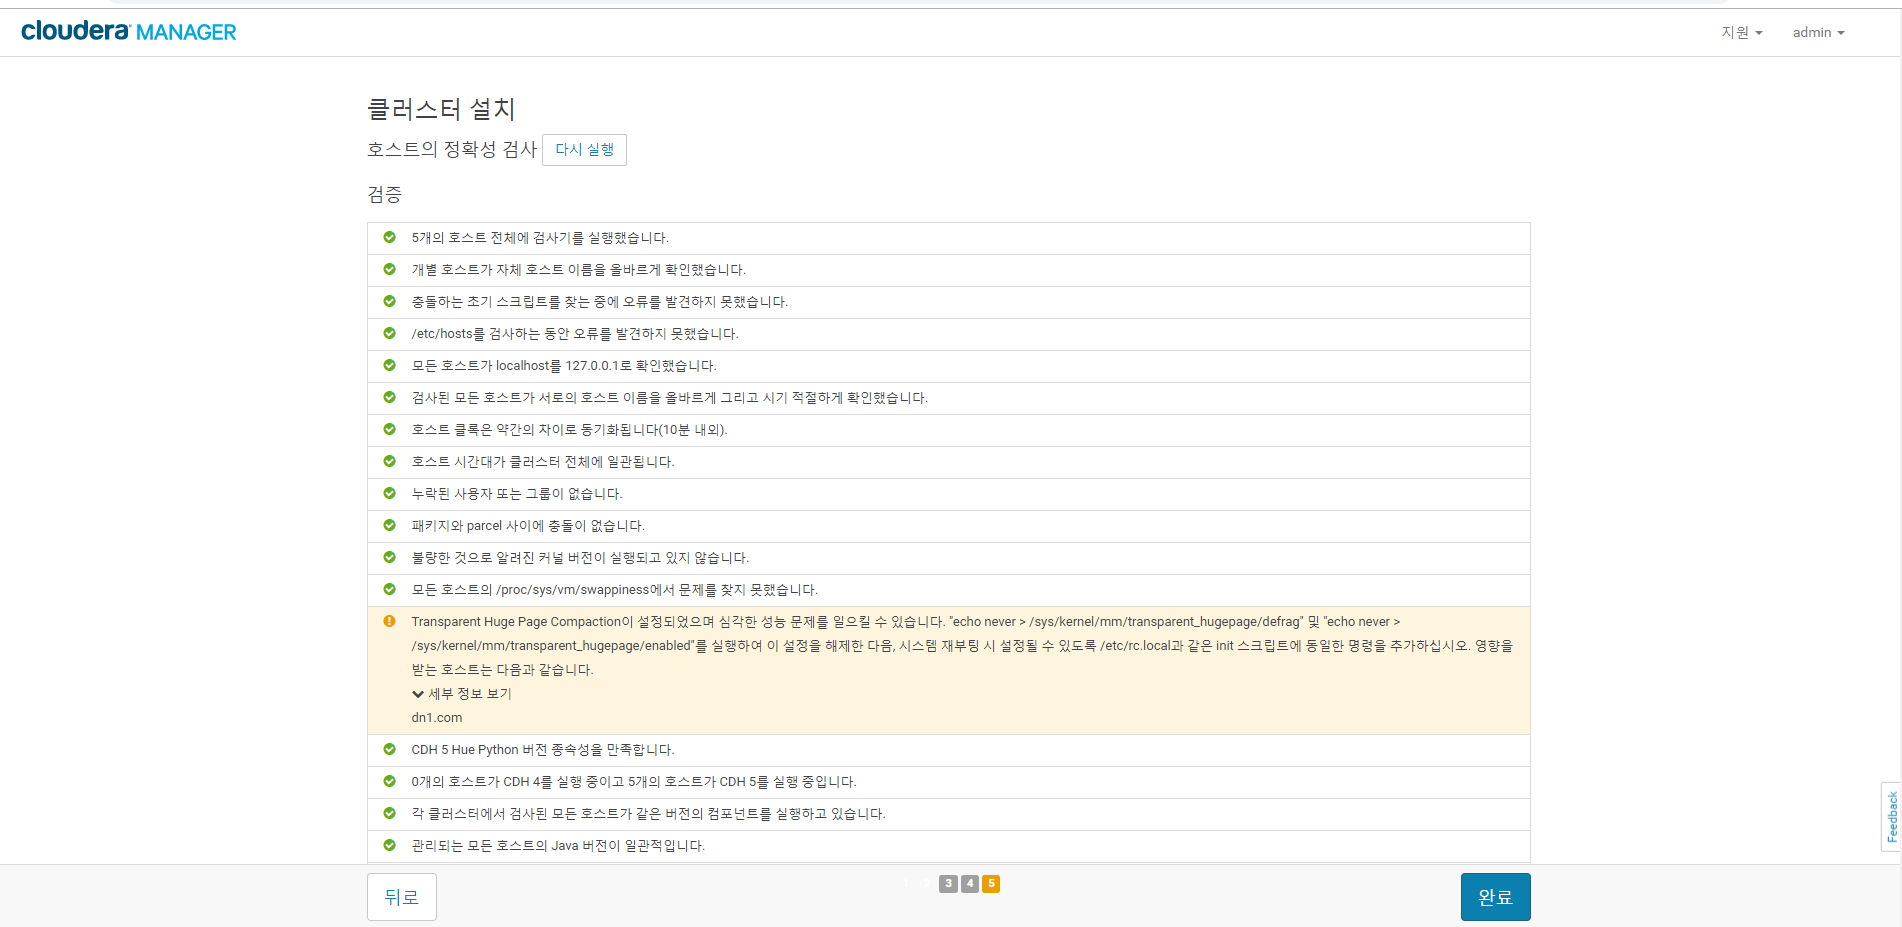 cloudera MANAGER
지원
admin
클러스터 설치
호스트의 정확성 검사
다시 실행
검증
5개의 호스트 전체에 검사기를 실행했습니다.
개별 호스트가 자체 호스트 이름을 올바르게 확인했습니다.
충돌하는 초기 스크립트를 찾는 중에 오류를 발견하지 못했습니다.
/etc/hosts를 검사하는 동안 오류를 발견하지 못했습니다.
모든 호스트가 localhost를 127.0.0.1로 확인했습니다.
검사된 모든 호스트가 서로의 호스트 이름을 올바르게 그리고 시기 적절하게 확인했습니다.
호스트 클록은 약간의 차이로 동기화됩니다(10분 내외).
호스트 시간대가 클러스터 전체에 일관됩니다.
누락된 사용자 또는 그룹이 없습니다.
패키지와 parcel 사이에 충돌이 없습니다.
불량한 것으로 알려진 커널 버전이 실행되고 있지 않습니다.
모든 호스트의 /proc/sys/vm/swappiness에서 문제를 찾지 못했습니다.
Transparent Huge Page Compaction이 설정되었으며 심각한 성능 문제를 일으킬 수 있습니다. "echo never > /sys/kernel/mm/transparent_hugepage/defrag" 및 "echo never >
/sys/kernel/mm/transparent_hugepage/enabled"를 실행하여 이 설정을 해제한 다음, 시스템 재부팅 시 설정될 수 있도록 /etc/rc.local과 같은 init 스크립트에 동일한 명령을 추가하십시오. 영향을
받는 호스트는 다음과 같습니다.
세부 정보 보기
dn1.com
CDH 5 Hue Python 버전 종속성을 만족합니다.
0개의 호스트가 CDH 4를 실행 중이고 5개의 호스트가 CDH 5를 실행 중입니다.
각 클러스터에서 검사된 모든 호스트가 같은 버전의 컴포넌트를 실행하고 있습니다.
관리되는 모든 호스트의 Java 버전이 일관적입니다.
Feedback
뒤로
1 2 3 4 5
완료